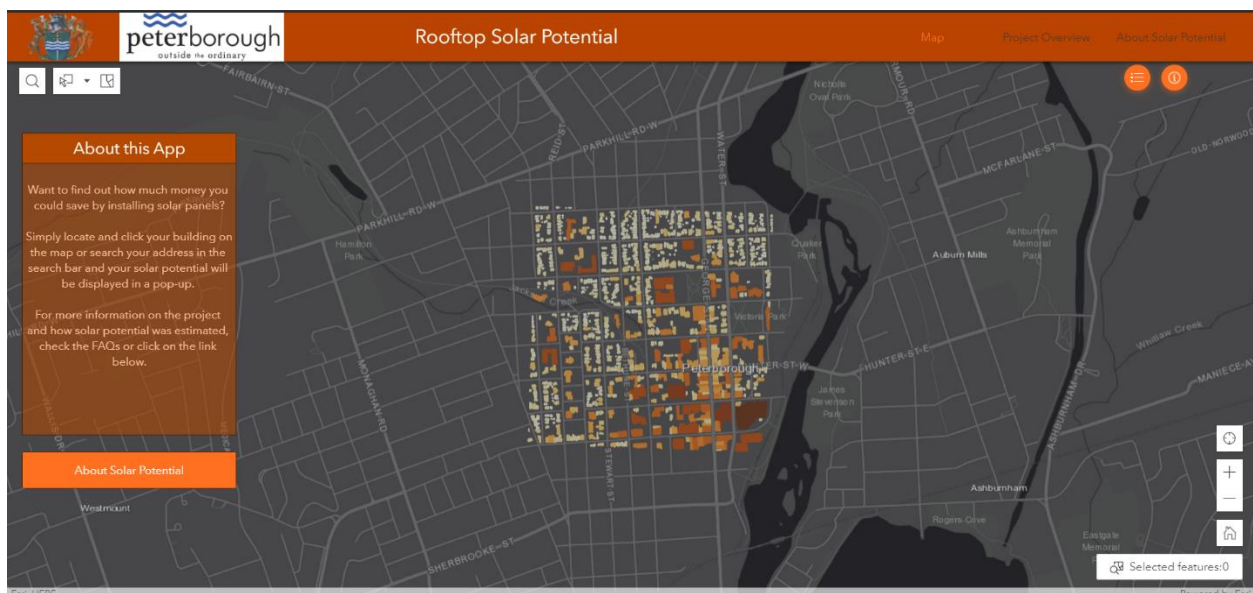 peterborough
outside the ordinary
Rooftop Solar Potential
Map
Project Overview
About Solar Potential
About this App
Want to find out how much money you
could save by installing solar panels?
Simply locate and click your building on
the map or search your address in the
search bar and your solar potential will
be displayed in a pop-up.
For more information on the project
and how solar potential was estimated,
check the FAQs or click on the link
below.
About Solar Potential
FAIRBAIRN-ST
REID-ST
PARKHILL-RD-W
WATER-ST
Nicholls
Oval Park
MCFARLANE-ST
OLD-NORWOOD
PARKHILL-RD-W
Hamilton
Park
Quaker
Park
Auburn Mills
Ashburnham
Memorial
Park
Creek
GEORGE
Victoria Park
Whitlaw Creek
MANIECE-A
Peterborough
HUNTER-ST-E
MONAGHAN-RD
James
Stevenson
Park
ASHBURNHAM-DR
STEWART-ST
Westmount
SHERBROOKE-ST
Ashburnham
Rogers Cove
Eastgate
Memorial
Selected features:0